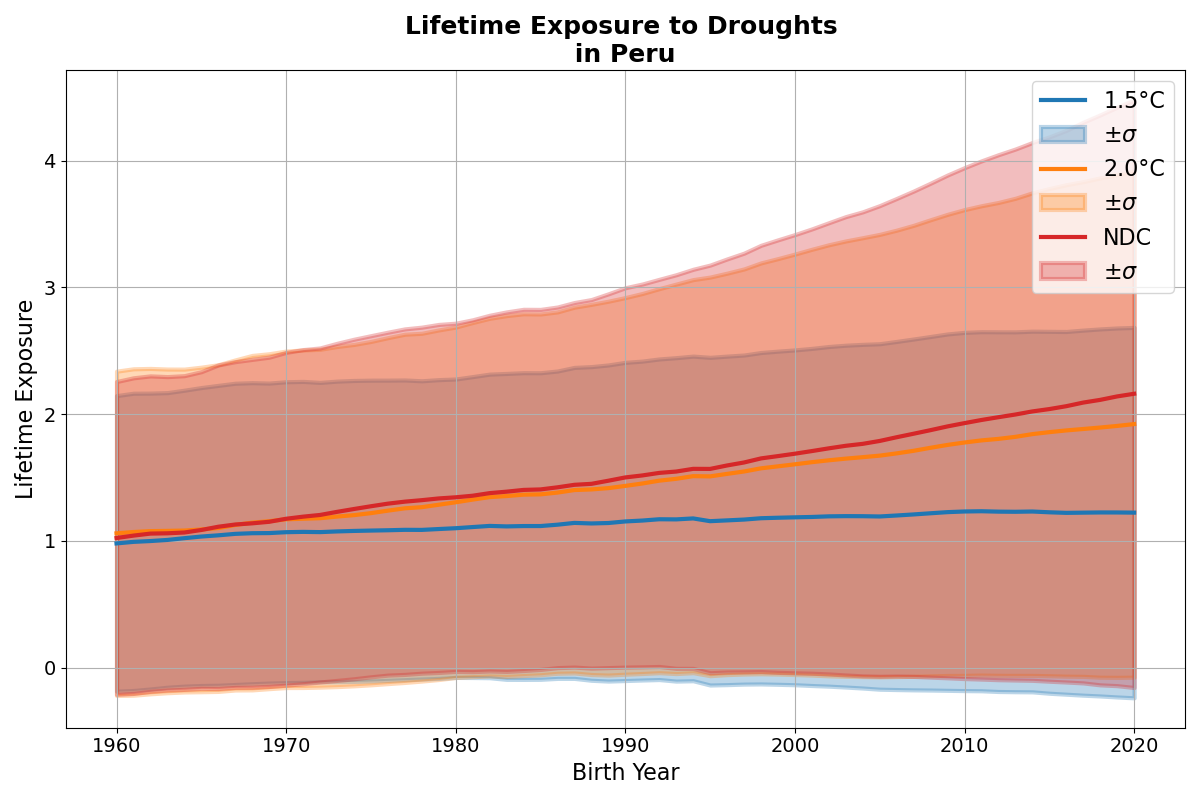 Lifetime Exposure to Droughts
in Peru
Lifetime Exposure
4
3
2
1
0
1960
1970
1980
1990
2000
2010
2020
Birth Year
1.5°C
±σ
2.0°C
±σ
NDC
±σ